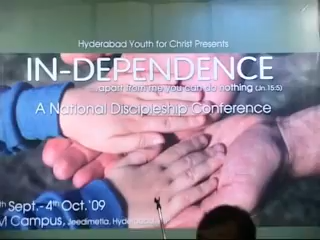 Hyderabad Youth for Christ Presents
IN-DEPENDENCE
...apart from me you can do nothing (Jn.15:5)
A National Discipleship Conference
Sept.-4th Oct.'09
Campus, Jeedimetla, Hyderabad